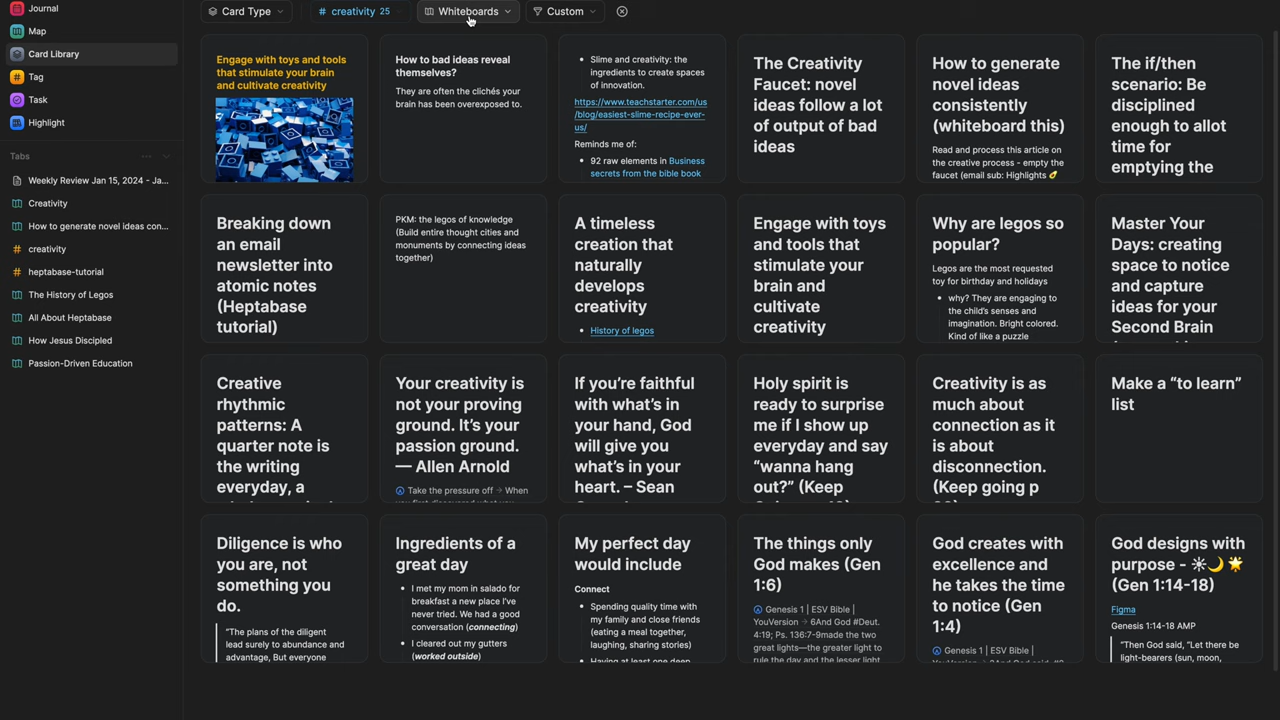 Journal
Map
Card Library
Tag
Task
Highlight
Tabs
Weekly Review Jan 15, 2024 - Ja...
Creativity
How to generate novel ideas con...
# creativity
# heptabase-tutorial
The History of Legos
All About Heptabase
How Jesus Discipled
Passion-Driven Education
Card Type
# creativity 25
Whiteboards
Custom
Engage with toys and tools
that stimulate your brain
and cultivate creativity
How to bad ideas reveal
themselves?
They are often the clichés your
brain has been overexposed to.
• Slime and creativity: the
ingredients to create spaces
of innovation.
https://www.teachstarter.com/us
/blog/easiest-slime-recipe-ever-
us/
Reminds me of:
• 92 raw elements in Business
secrets from the bible book
The Creativity
Faucet: novel
ideas follow a lot
of output of bad
ideas
How to generate
novel ideas
consistently
(whiteboard this)
Read and process this article on
the creative process - empty the
faucet (email sub: Highlights 🥑
The if/then
scenario: Be
disciplined
enough to allot
time for
emptying the
Breaking down
an email
newsletter into
atomic notes
(Heptabase
tutorial)
PKM: the legos of knowledge
(Build entire thought cities and
monuments by connecting ideas
together)
A timeless
creation that
naturally
develops
creativity
• History of legos
Engage with toys
and tools that
stimulate your
brain and
cultivate
creativity
Why are legos so
popular?
Legos are the most requested
toy for birthday and holidays
• why? They are engaging to
the child's senses and
imagination. Bright colored.
Kind of like a puzzle
Master Your
Days: creating
space to notice
and capture
ideas for your
Second Brain
Creative
rhythmic
patterns: A
quarter note is
the writing
everyday, a
Your creativity is
not your proving
ground. It's your
passion ground.
— Allen Arnold
Take the pressure off → When
If you're faithful
with what's in
your hand, God
will give you
what's in your
heart. – Sean
Holy spirit is
ready to surprise
me if I show up
everyday and say
“wanna hang
out?” (Keep
Creativity is as
much about
connection as it
is about
disconnection.
(Keep going p
Make a “to learn”
list
Diligence is who
you are, not
something you
do.
“The plans of the diligent
lead surely to abundance and
advantage, But everyone
Ingredients of a
great day
• I met my mom in salado for
breakfast a new place I've
never tried. We had a good
conversation (connecting)
• I cleared out my gutters
(worked outside)
My perfect day
would include
Connect
• Spending quality time with
my family and close friends
(eating a meal together,
laughing, sharing stories)
• Having at least one deep
The things only
God makes (Gen
1:6)
Genesis 1 | ESV Bible |
YouVersion → 6And God #Deut.
4:19; Ps. 136:7-9made the two
great lights—the greater light to
rule the day and the lesser light
God creates with
excellence and
he takes the time
to notice (Gen
1:4)
Genesis 1 | ESV Bible |
God designs with
purpose - ☀🌙 🌟
(Gen 1:14-18)
Figma
Genesis 1:14-18 AMP
“Then God said, “Let there be
light-bearers (sun, moon,